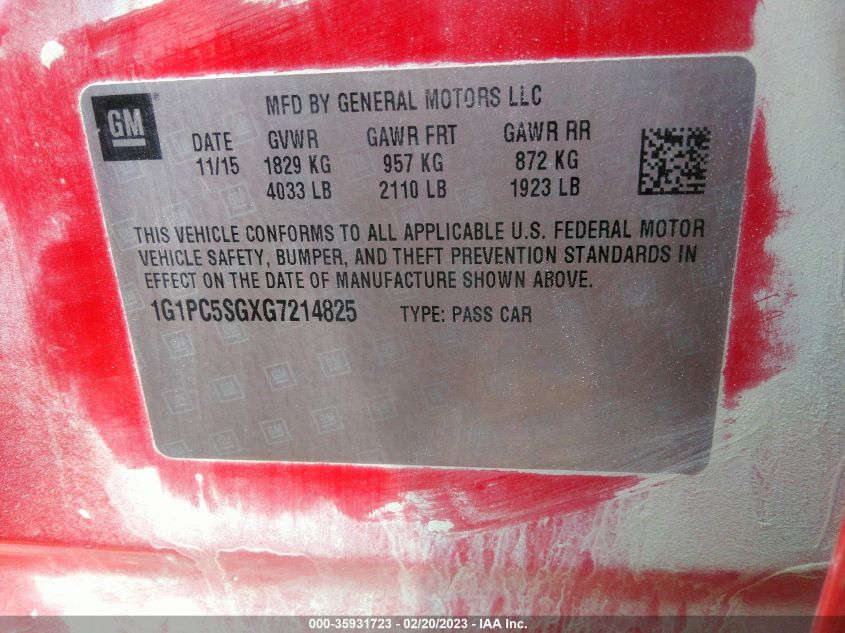 GM
MFD BY GENERAL MOTORS LLC
DATE GVWR GAWR FRT GAWR RR
11/15 1829 KG 957 KG 872 KG
4033 LB 2110 LB 1923 LB
THIS VEHICLE CONFORMS TO ALL APPLICABLE U.S. FEDERAL MOTOR
VEHICLE SAFETY, BUMPER, AND THEFT PREVENTION STANDARDS IN
EFFECT ON THE DATE OF MANUFACTURE SHOWN ABOVE.
1G1PC5SGXG7214825 TYPE: PASS CAR
000-35931723 - 02/20/2023 - IAA Inc.